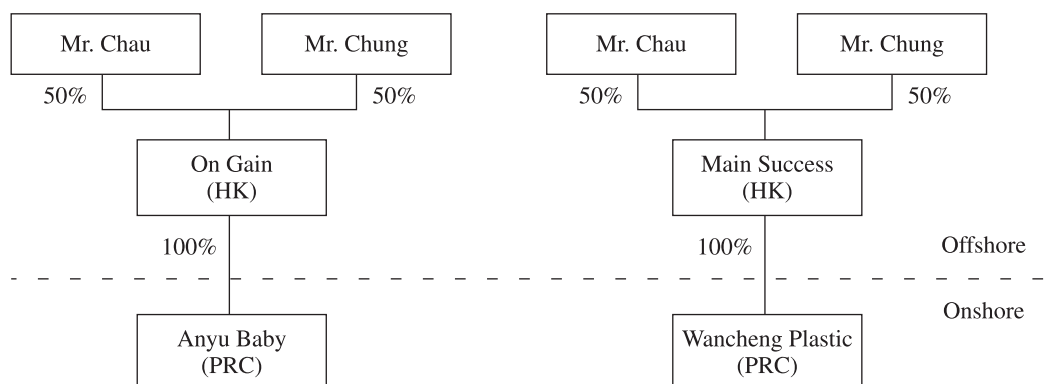 Mr. Chau
Mr. Chung
Mr. Chau
Mr. Chung
50%
50%
50%
50%
On Gain
(HK)
Main Success
(HK)
100%
100%
Offshore
Onshore
Anyu Baby
(PRC)
Wancheng Plastic
(PRC)